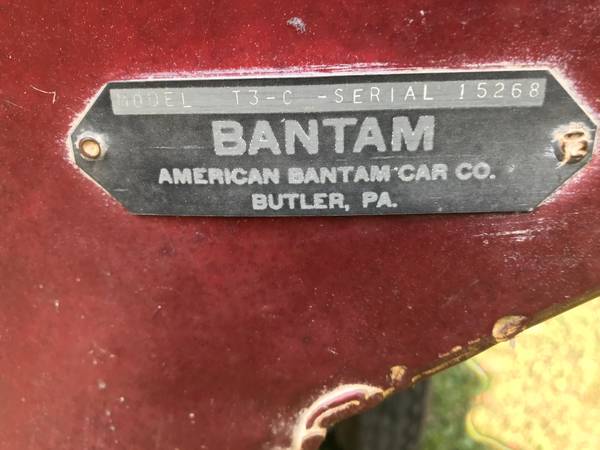 MODEL T3-C -SERIAL 15268
BANTAM
AMERICAN BANTAM CAR CO.
BUTLER, PA.